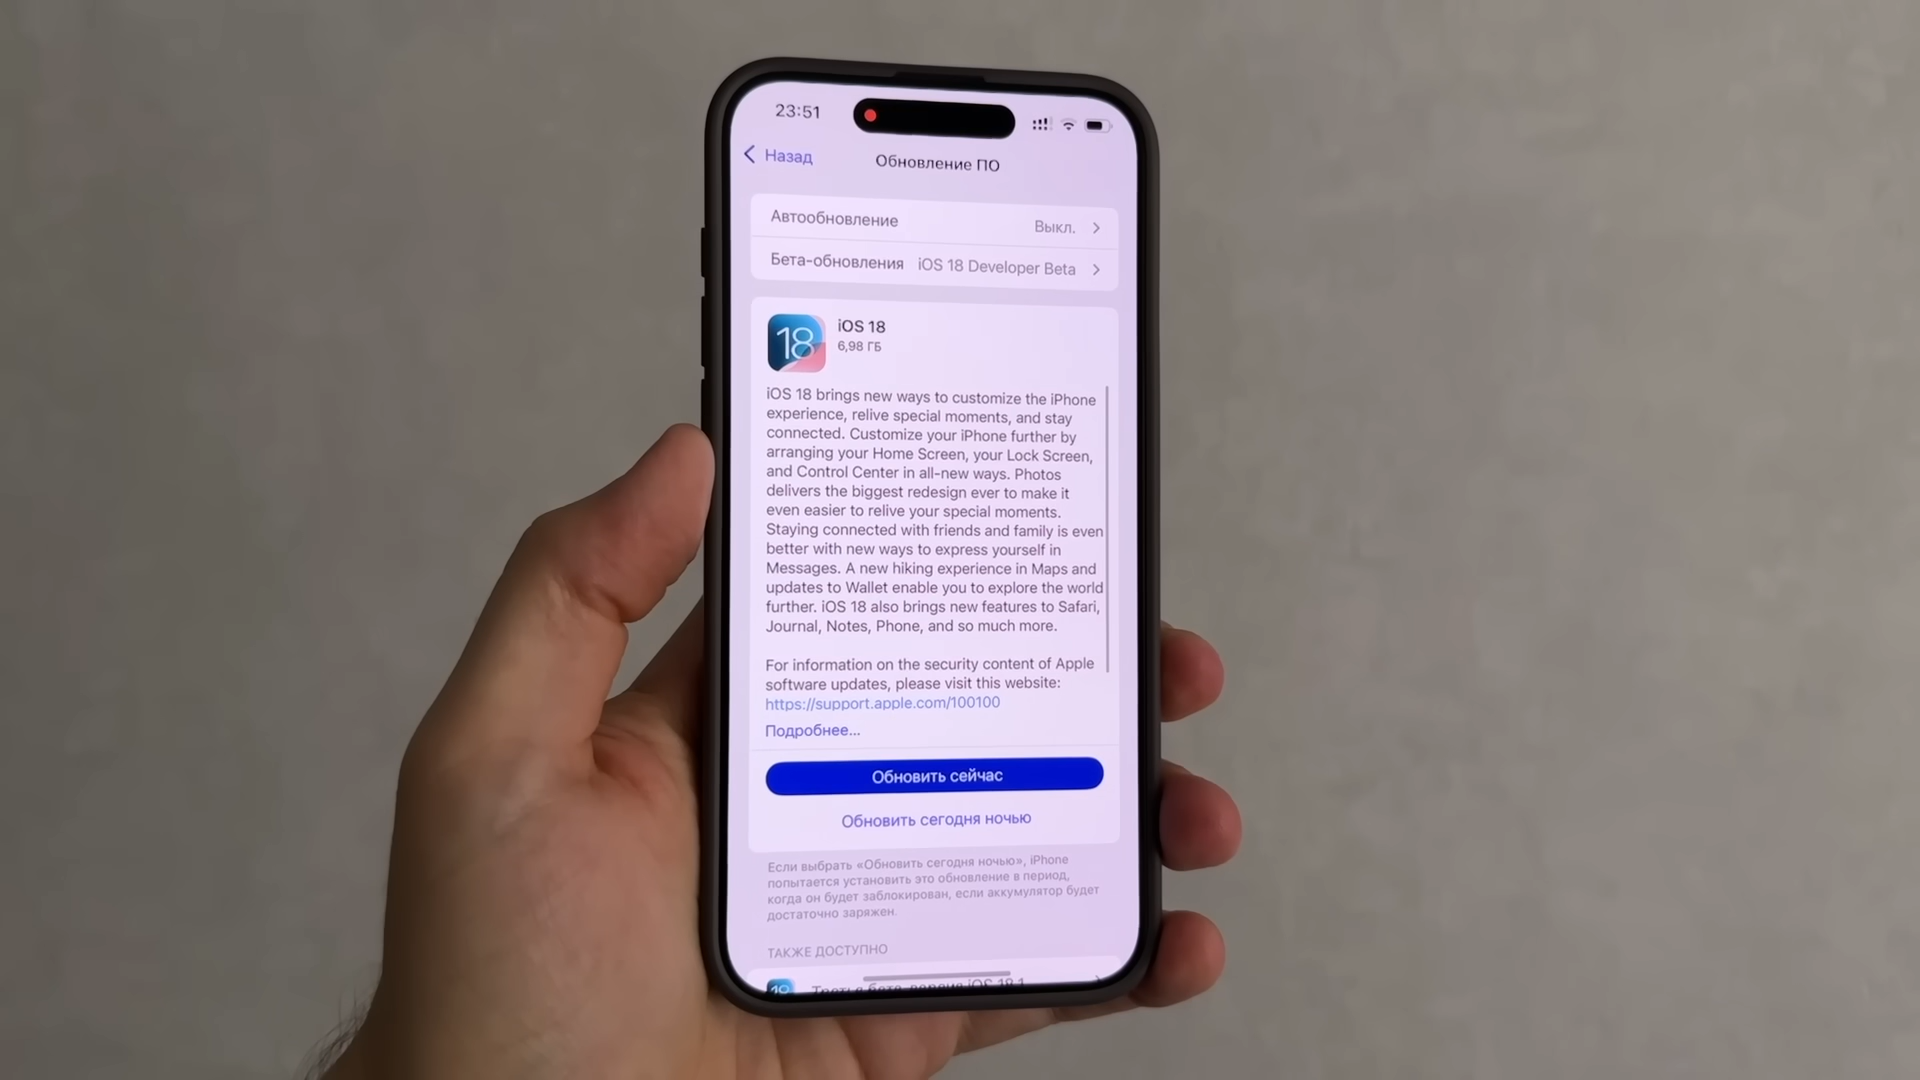 23:51
Назад
Обновление ПО
Автообновление Выкл.
Бета-обновления iOS 18 Developer Beta
18
iOS 18
6,98 ГБ
iOS 18 brings new ways to customize the iPhone
experience, relive special moments, and stay
connected. Customize your iPhone further by
arranging your Home Screen, your Lock Screen,
and Control Center in all-new ways. Photos
delivers the biggest redesign ever to make it
even easier to relive your special moments.
Staying connected with friends and family is even
better with new ways to express yourself in
Messages. A new hiking experience in Maps and
updates to Wallet enable you to explore the world
further. iOS 18 also brings new features to Safari,
Journal, Notes, Phone, and so much more.
For information on the security content of Apple
software updates, please visit this website:
https://support.apple.com/100100
Подробнее...
Обновить сейчас
Обновить сегодня ночью
Если выбрать «Обновить сегодня ночью», iPhone
попытается установить это обновление в период,
когда он будет заблокирован, если аккумулятор будет
достаточно заряжен.
ТАКЖЕ ДОСТУПНО
18
Третья бета-версия iOS 18.1